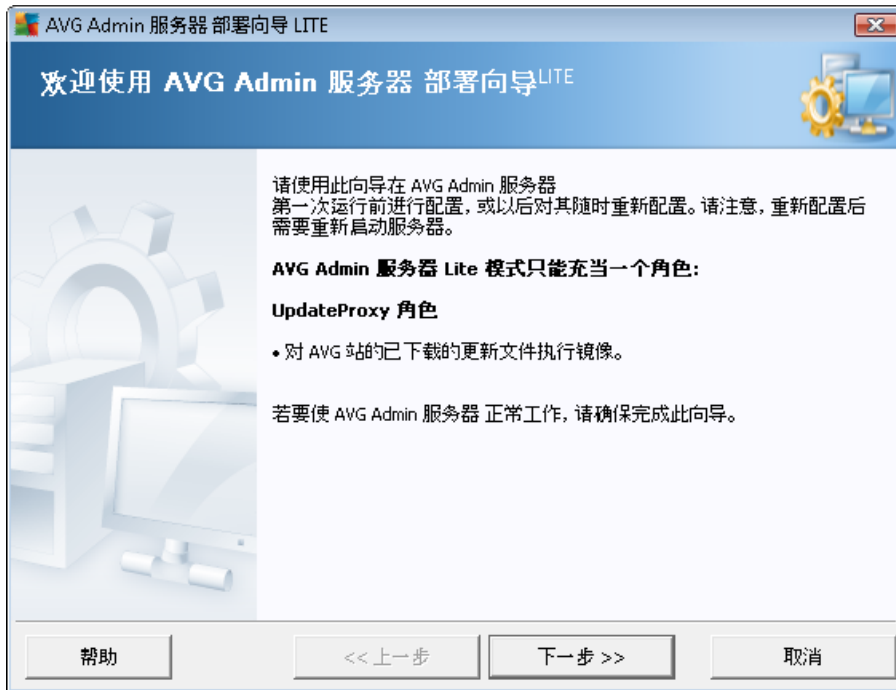 AVG Admin 服务器 部署向导 LITE
欢迎使用 AVG Admin 服务器 部署向导LITE
请使用此向导在 AVG Admin 服务器
第一次运行前进行配置，或以后对其随时重新配置。请注意，重新配置后
需要重新启动服务器。
AVG Admin 服务器 Lite 模式只能充当一个角色：
UpdateProxy 角色
• 对 AVG 站的已下载的更新文件执行镜像。
若要使 AVG Admin 服务器 正常工作，请确保完成此向导。
帮助
<< 上一步
下一步 >>
取消